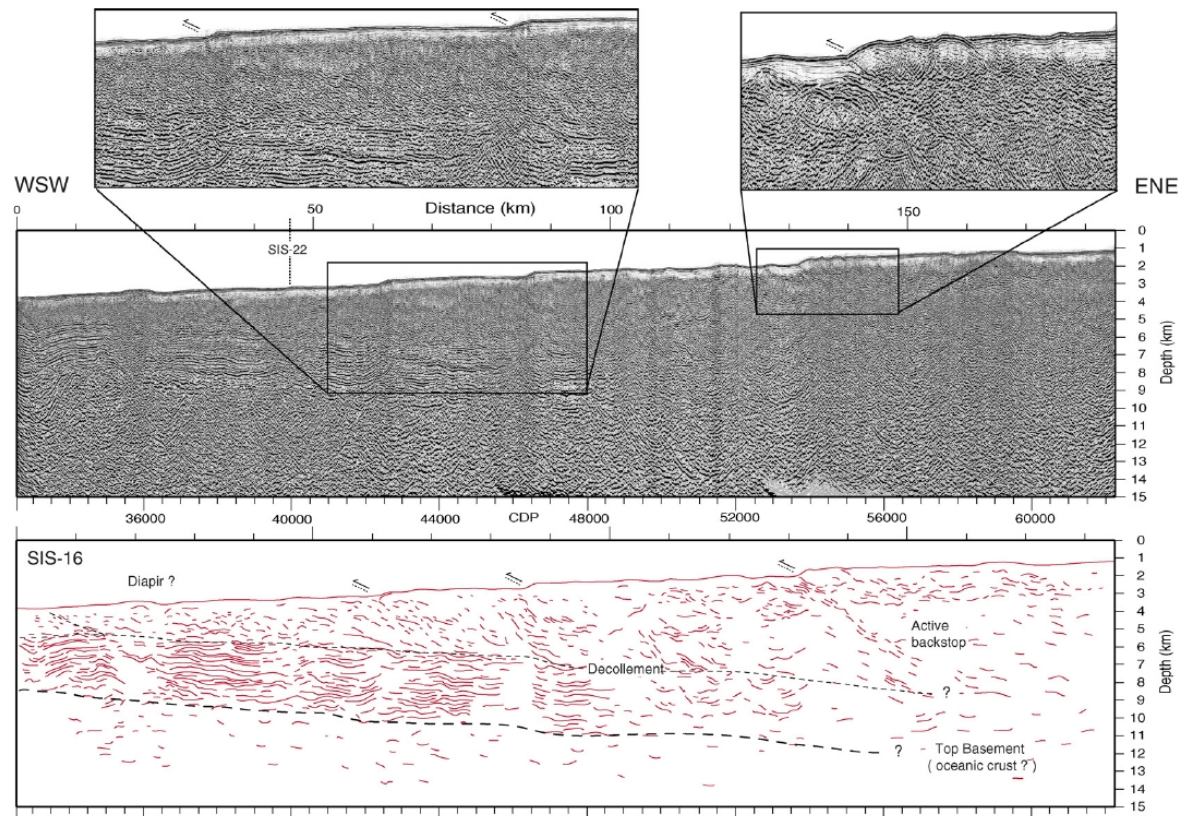 WSW
ENE
0 50 Distance (km) 100 150
SIS-22
0
1
2
3
4
5
6
7
8
9
10
11
12
13
14
15
Depth (km)
36000 40000 44000 CDP 48000 52000 56000 60000
SIS-16
Diapir ?
Active
backstop
Decollement
?
?
Top Basement
( oceanic crust ? )
0
1
2
3
4
5
6
7
8
9
10
11
12
13
14
15
Depth (km)